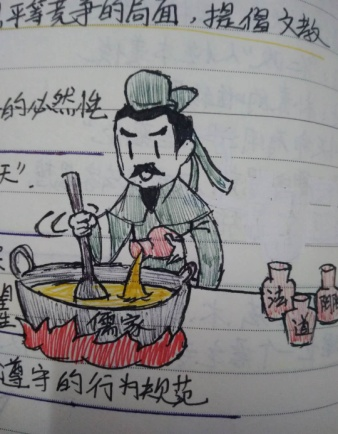 平等竞争的局面，提倡文教
的必然性
天”.
儒家
法
道
阴阳
遵守的行为规范